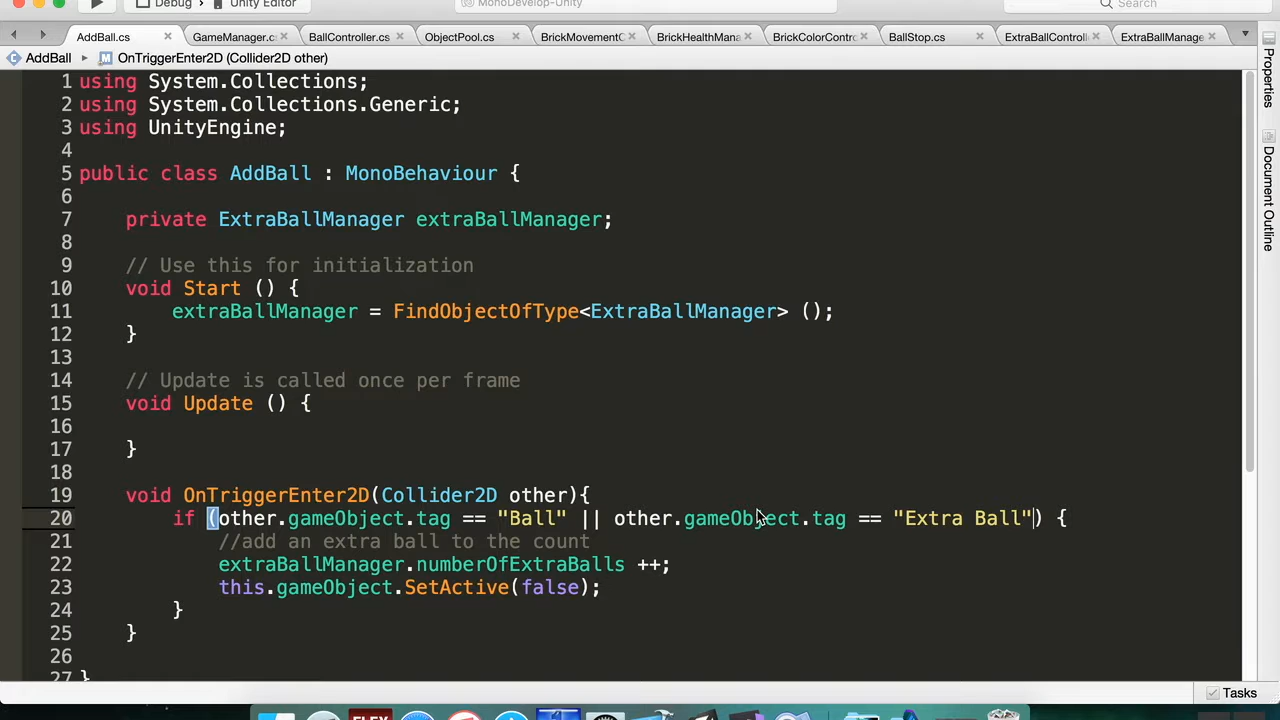 Debug
Unity Editor
MonoDevelop-Unity
Search
AddBall.cs
GameManager.c
BallController.cs
ObjectPool.cs
BrickMovementC
BrickHealthMana
BrickColorContr
BallStop.cs
ExtraBallControll
ExtraBallManage
AddBall
OnTriggerEnter2D (Collider2D other)
Properties
Document Outline
1 using System.Collections;
2 using System.Collections.Generic;
3 using UnityEngine;
4
5 public class AddBall : MonoBehaviour {
6
7 private ExtraBallManager extraBallManager;
8
9 // Use this for initialization
10 void Start () {
11 extraBallManager = FindObjectOfType<ExtraBallManager> ();
12 }
13
14 // Update is called once per frame
15 void Update () {
16
17 }
18
19 void OnTriggerEnter2D(Collider2D other){
20 if (other.gameObject.tag == "Ball" || other.gameObject.tag == "Extra Ball") {
21 //add an extra ball to the count
22 extraBallManager.numberOfExtraBalls ++;
23 this.gameObject.SetActive(false);
24 }
25 }
26
27 }
Tasks
FLEX